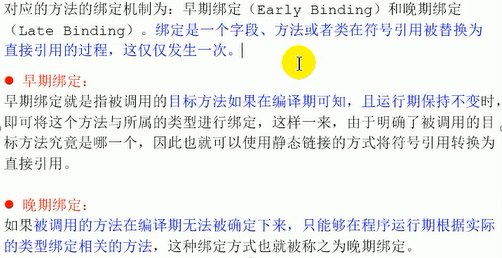 对应的方法的绑定机制为：早期绑定（Early Binding）和晚期绑定
（Late Binding）。绑定是一个字段、方法或者类在符号引用被替换为
直接引用的过程，这仅仅发生一次。
● 早期绑定：
早期绑定就是指被调用的目标方法如果在编译期可知，且运行期保持不变时，
即可将这个方法与所属的类型进行绑定，这样一来，由于明确了被调用的目
标方法究竟是哪一个，因此也就可以使用静态链接的方式将符号引用转换为
直接引用。
● 晚期绑定：
如果被调用的方法在编译期无法被确定下来，只能够在程序运行期根据实际
的类型绑定相关的方法，这种绑定方式也就被称之为晚期绑定。